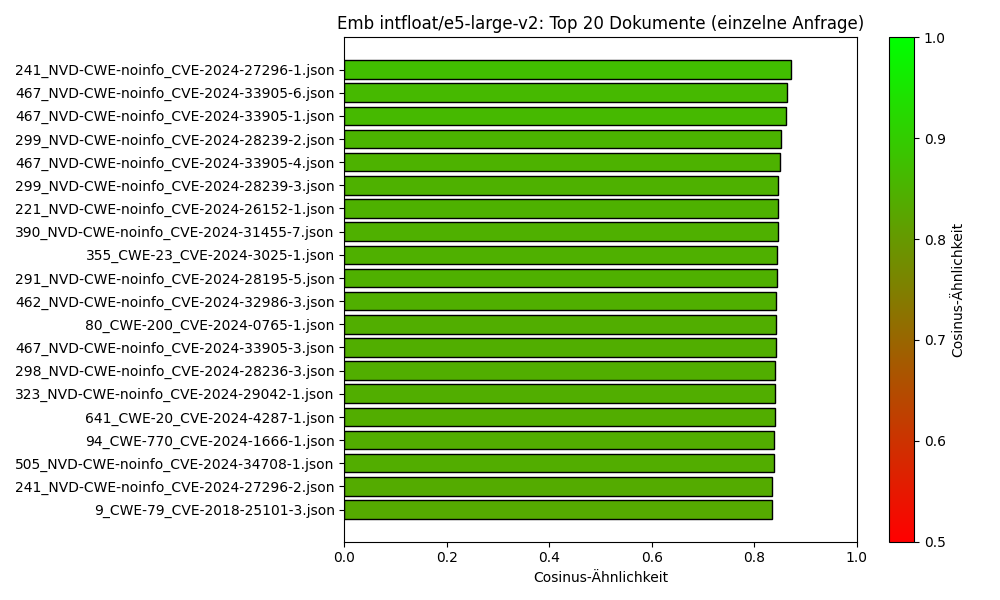 Emb intfloat/e5-large-v2: Top 20 Dokumente (einzelne Anfrage)
241_NVD-CWE-noinfo_CVE-2024-27296-1.json
467_NVD-CWE-noinfo_CVE-2024-33905-6.json
467_NVD-CWE-noinfo_CVE-2024-33905-1.json
299_NVD-CWE-noinfo_CVE-2024-28239-2.json
467_NVD-CWE-noinfo_CVE-2024-33905-4.json
299_NVD-CWE-noinfo_CVE-2024-28239-3.json
221_NVD-CWE-noinfo_CVE-2024-26152-1.json
390_NVD-CWE-noinfo_CVE-2024-31455-7.json
355_CWE-23_CVE-2024-3025-1.json
291_NVD-CWE-noinfo_CVE-2024-28195-5.json
462_NVD-CWE-noinfo_CVE-2024-32986-3.json
80_CWE-200_CVE-2024-0765-1.json
467_NVD-CWE-noinfo_CVE-2024-33905-3.json
298_NVD-CWE-noinfo_CVE-2024-28236-3.json
323_NVD-CWE-noinfo_CVE-2024-29042-1.json
641_CWE-20_CVE-2024-4287-1.json
94_CWE-770_CVE-2024-1666-1.json
505_NVD-CWE-noinfo_CVE-2024-34708-1.json
241_NVD-CWE-noinfo_CVE-2024-27296-2.json
9_CWE-79_CVE-2018-25101-3.json
0.0 0.2 0.4 0.6 0.8 1.0
Cosinus-Ähnlichkeit
1.0
0.9
0.8
0.7
0.6
0.5
Cosinus-Ähnlichkeit